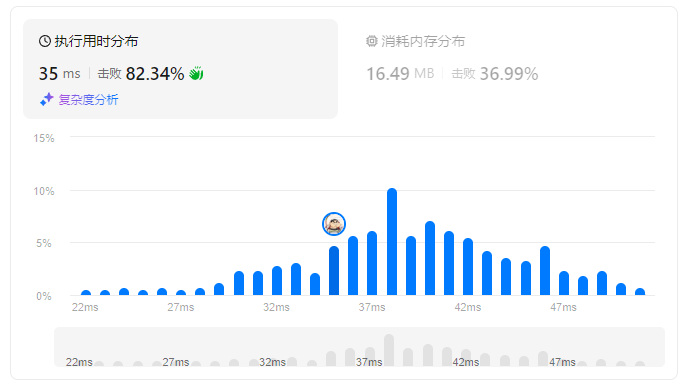 执行用时分布
消耗内存分布
35 ms 击败 82.34%
16.49 MB 击败 36.99%
复杂度分析
15%
10%
5%
0%
22ms 27ms 32ms 37ms 42ms 47ms
22ms 27ms 32ms 37ms 42ms 47ms